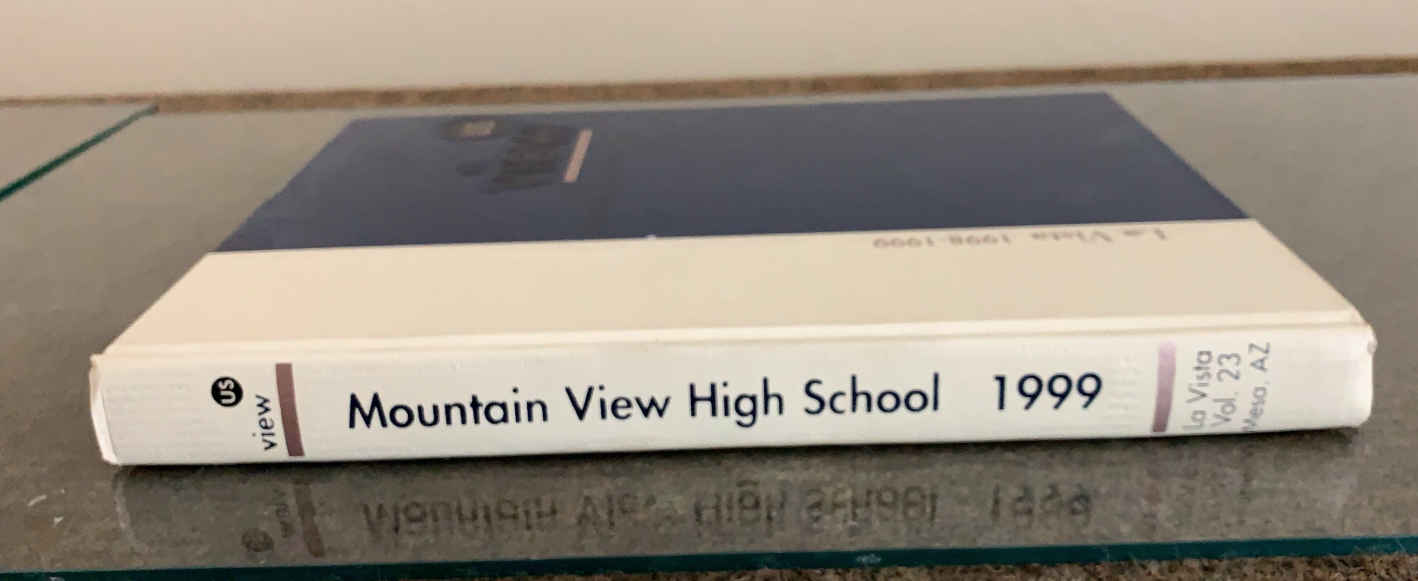 La Vista 1998-1999
view
us
Mountain View High School 1999
La Vista
Vol. 23
Mesa, AZ